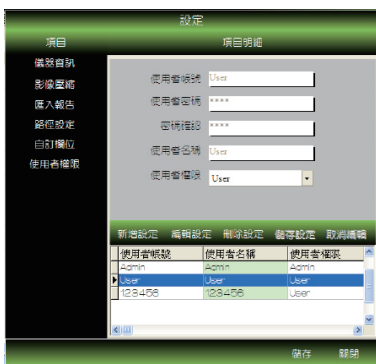 設定
項目
項目明細
儀器資訊
影像壓縮
匯入報告
路徑設定
自訂欄位
使用者權限
使用者帳號 User
使用者密碼 ****
密碼確認 ****
使用者名稱 User
使用者權限 User
新增設定 編輯設定 刪除設定 儲存設定 取消編輯
使用者帳號 使用者名稱 使用者權限
Admin Admin Admin
User User User
123456 123456 User
儲存 關閉